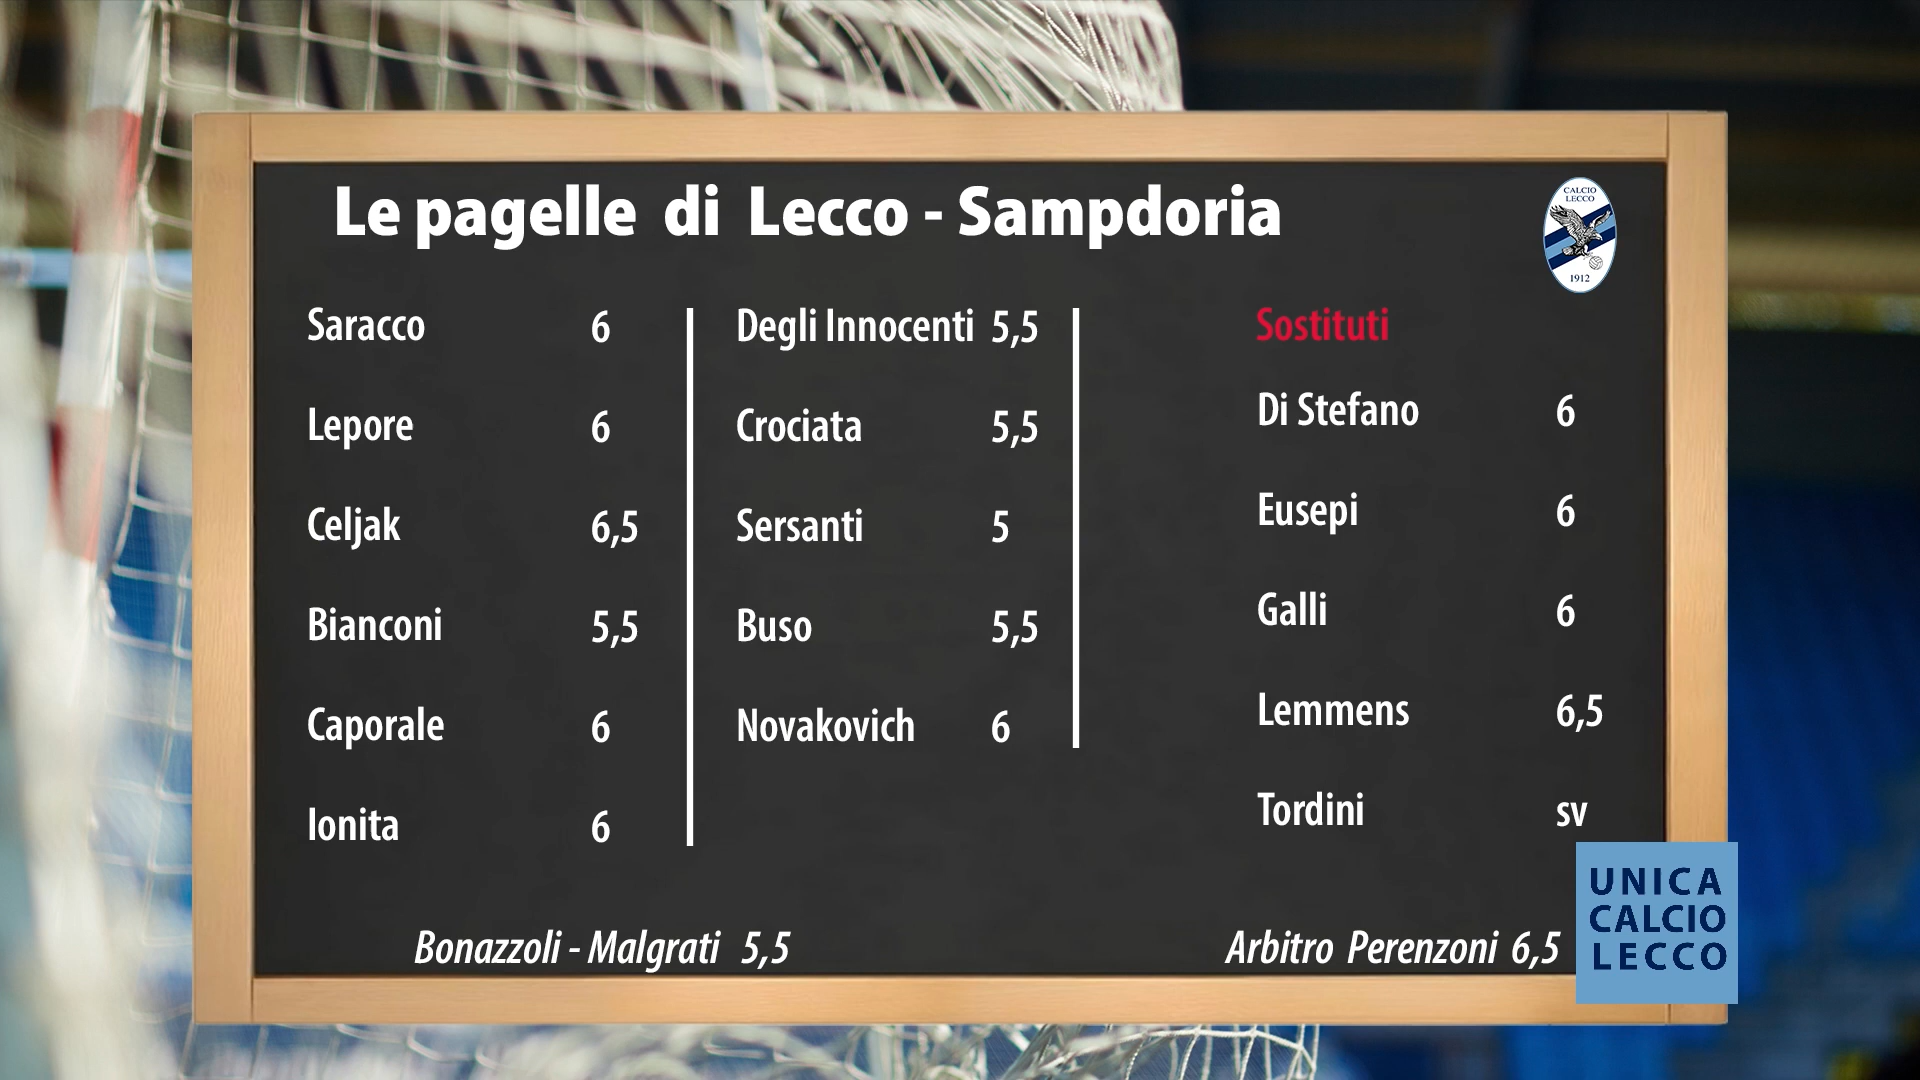 Le pagelle di Lecco - Sampdoria
CALCIO
LECCO
1912
Saracco 6
Lepore 6
Celjak 6,5
Bianconi 5,5
Caporale 6
Ionita 6
Degli Innocenti 5,5
Crociata 5,5
Sersanti 5
Buso 5,5
Novakovich 6
Sostituti
Di Stefano 6
Eusepi 6
Galli 6
Lemmens 6,5
Tordini sv
Bonazzoli - Malgrati 5,5
Arbitro Perenzoni 6,5
UNICA
CALCIO
LECCO